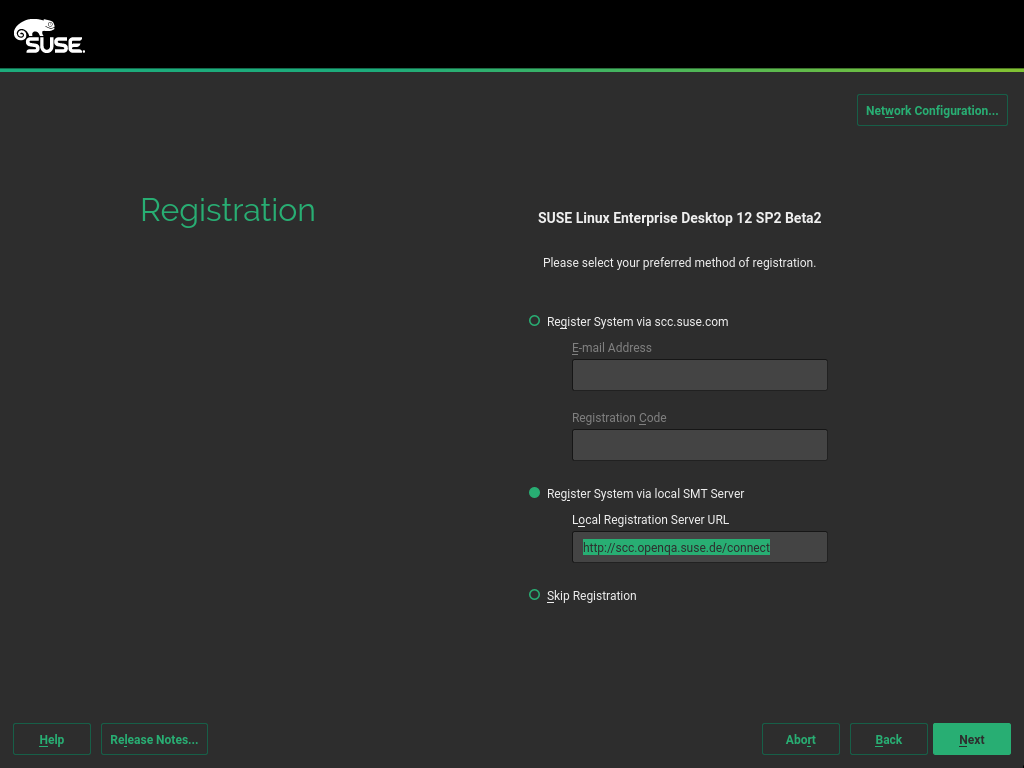 SUSE.
Network Configuration...
Registration
SUSE Linux Enterprise Desktop 12 SP2 Beta2
Please select your preferred method of registration.
Register System via scc.suse.com
E-mail Address
Registration Code
Register System via local SMT Server
Local Registration Server URL
http://scc.openqa.suse.de/connect
Skip Registration
Help
Release Notes...
Abort
Back
Next